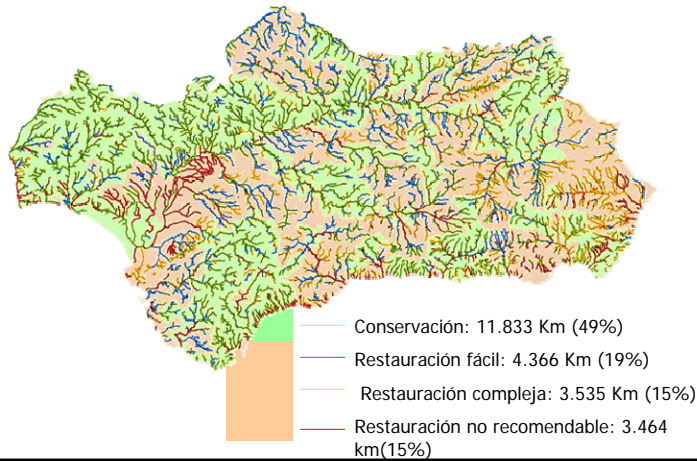 Conservación: 11.833 Km (49%)
Restauración fácil: 4.366 Km (19%)
Restauración compleja: 3.535 Km (15%)
Restauración no recomendable: 3.464
km(15%)